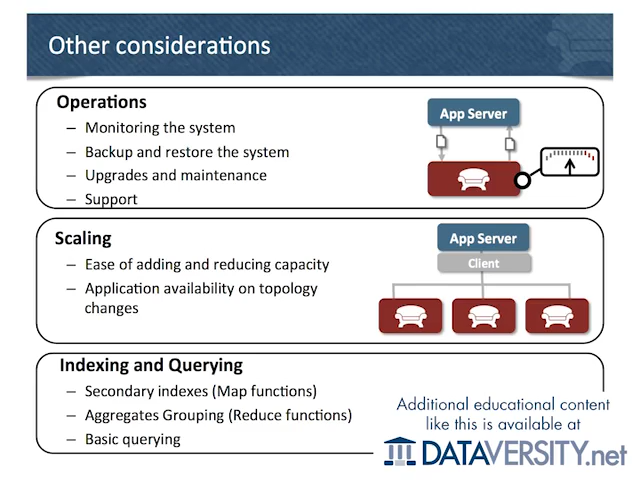 Other considerations
Operations
– Monitoring the system
– Backup and restore the system
– Upgrades and maintenance
– Support
App Server
Scaling
– Ease of adding and reducing capacity
– Application availability on topology
changes
App Server
Client
Indexing and Querying
– Secondary indexes (Map functions)
– Aggregates Grouping (Reduce functions)
– Basic querying
Additional educational content
like this is available at
DATAVERSITY.net